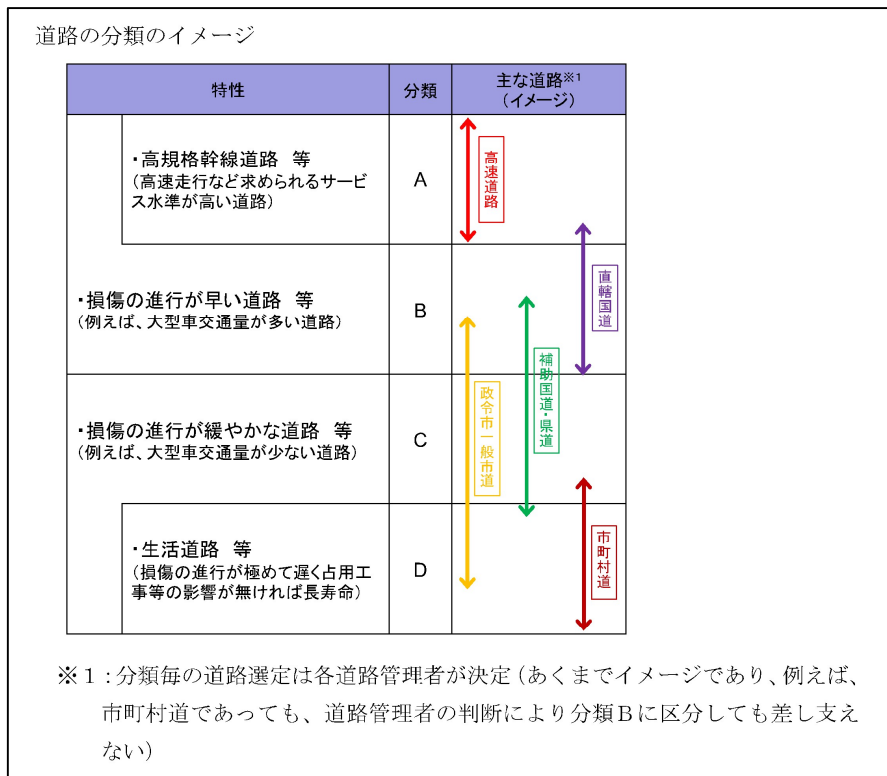 道路の分類のイメージ
特性
分類
主な道路※1
(イメージ)
・高規格幹線道路 等
(高速走行など求められるサービ
ス水準が高い道路)
A
高速道路
・損傷の進行が早い道路 等
(例えば、大型車交通量が多い道路)
B
直轄国道
補助国道・県道
政令市一般市道
・損傷の進行が緩やかな道路 等
(例えば、大型車交通量が少ない道路)
C
・生活道路 等
(損傷の進行が極めて遅く占用工
事等の影響が無ければ長寿命)
D
市町村道
※1:分類毎の道路選定は各道路管理者が決定(あくまでイメージであり、例えば、
市町村道であっても、道路管理者の判断により分類Bに区分しても差し支え
ない)